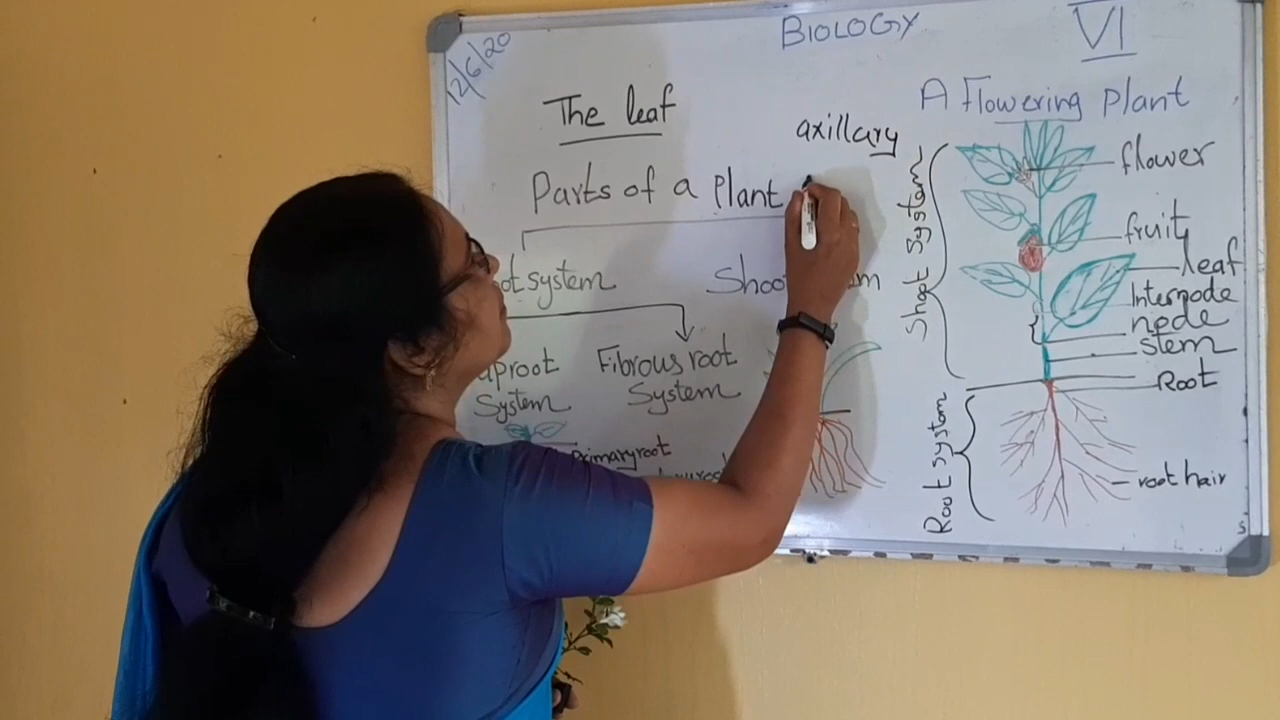 12/6/20
BIOLOGY
VI
The leaf
A Flowering Plant
axillary
Parts of a Plant
flower
fruit
leaf
Internode
node
stem
Root
root hair
Shoot System
Root System
system
Fibrous root
System
System
Primary root